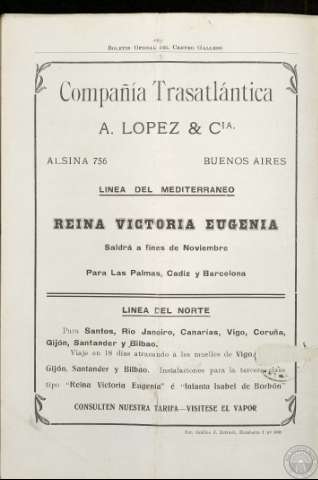 Boletin Oficial del Centro Gallego
Compañía Trasatlántica
A. LOPEZ & CIA.
ALSINA 756 BUENOS AIRES
LINEA DEL MEDITERRANEO
REINA VICTORIA EUGENIA
Saldrá a fines de Noviembre
Para Las Palmas, Cadiz y Barcelona
LINEA DEL NORTE
Para Santos, Rio Janeiro, Canarias, Vigo, Coruña,
Gijón, Santander y Bilbao.
Viaje en 18 días atracando a los muelles de Vigo,
Gijón, Santander y Bilbao. Instalaciones para la tercera clase
tipo "Reina Victoria Eugenia" é "Infanta Isabel de Borbón"
CONSULTEN NUESTRA TARIFA—VISITESE EL VAPOR